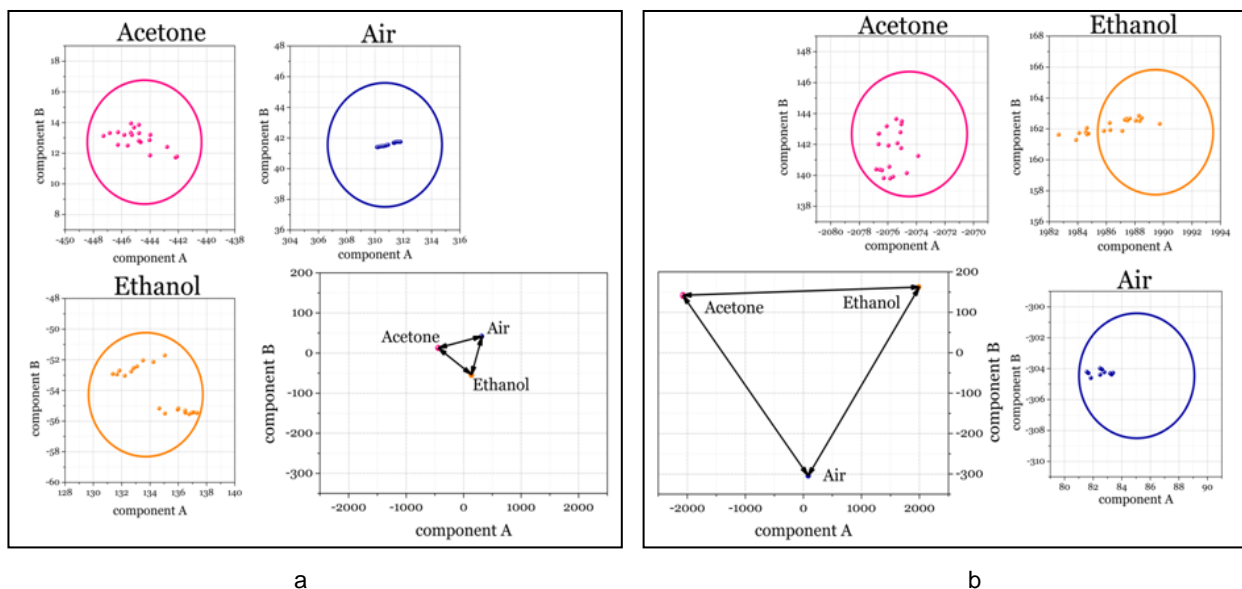 Acetone
component B
18
16
14
12
10
8
-450 -448 -446 -444 -442 -440 -438
component A
Air
component B
48
46
44
42
40
38
36
304 306 308 310 312 314 316
component A
Ethanol
component B
-48
-50
-52
-54
-56
-58
-60
128 130 132 134 136 138 140
component A
component B
200
100
0
-100
-200
-300
Acetone
Air
Ethanol
-2000 -1000 0 1000 2000
component A
a
Acetone
component B
148
146
144
142
140
138
-2080 -2078 -2076 -2074 -2072 -2070
component A
Ethanol
component B
168
166
164
162
160
158
156
1982 1984 1986 1988 1990 1992 1994
component A
200
100
0
-100
-200
-300
component B
Acetone
Ethanol
Air
-2000 -1000 0 1000 2000
component A
Air
component B
-300
-303
-305
-308
-310
80 82 84 86 88 90
component A
b